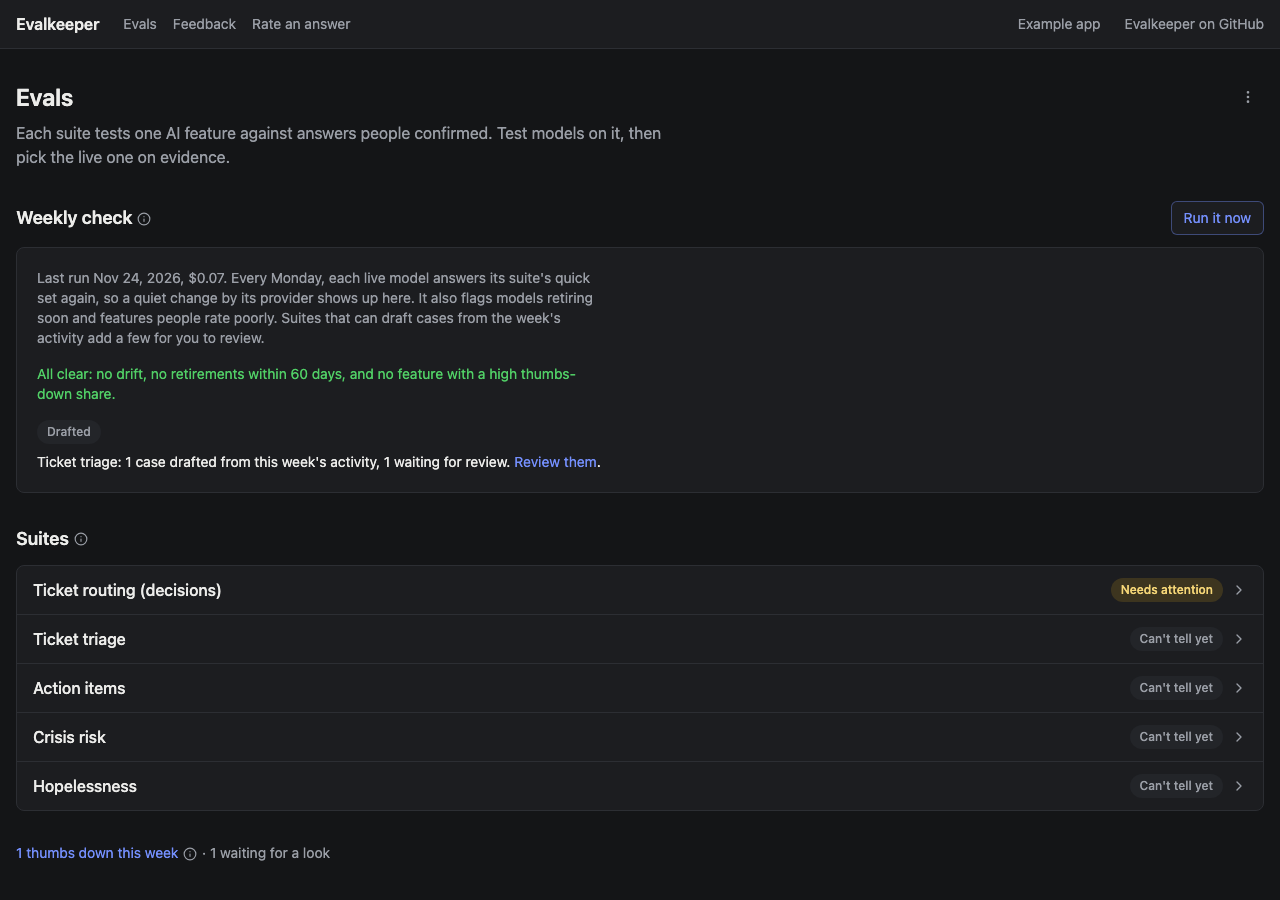 Evalkeeper Evals Feedback Rate an answer Example app Evalkeeper on GitHub
Evals
Each suite tests one AI feature against answers people confirmed. Test models on it, then
pick the live one on evidence.
Weekly check Run it now
Last run Nov 24, 2026, $0.07. Every Monday, each live model answers its suite's quick
set again, so a quiet change by its provider shows up here. It also flags models retiring
soon and features people rate poorly. Suites that can draft cases from the week's
activity add a few for you to review.
All clear: no drift, no retirements within 60 days, and no feature with a high thumbs-
down share.
Drafted
Ticket triage: 1 case drafted from this week's activity, 1 waiting for review. Review them.
Suites
Ticket routing (decisions) Needs attention
Ticket triage Can't tell yet
Action items Can't tell yet
Crisis risk Can't tell yet
Hopelessness Can't tell yet
1 thumbs down this week · 1 waiting for a look